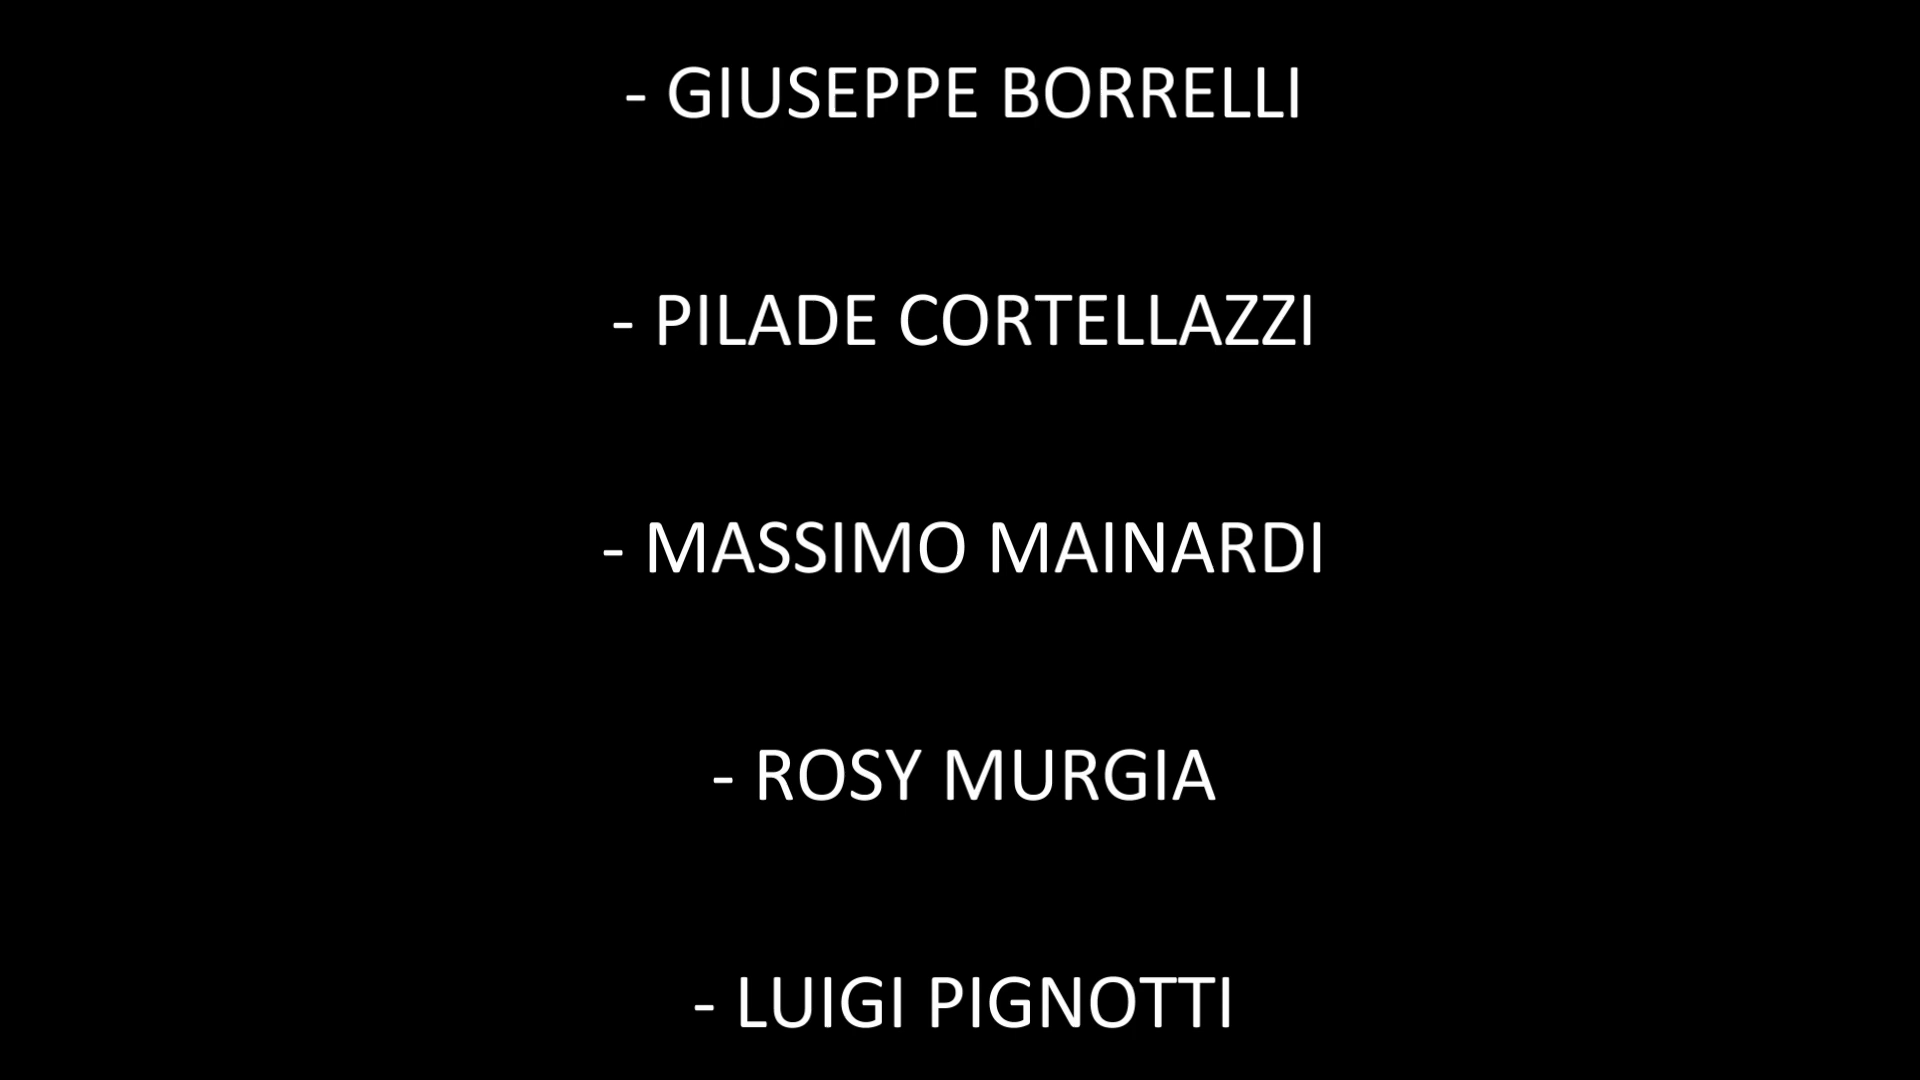 - GIUSEPPE BORRELLI
- PILADE CORTELLAZZI
- MASSIMO MAINARDI
- ROSY MURGIA
- LUIGI PIGNOTTI